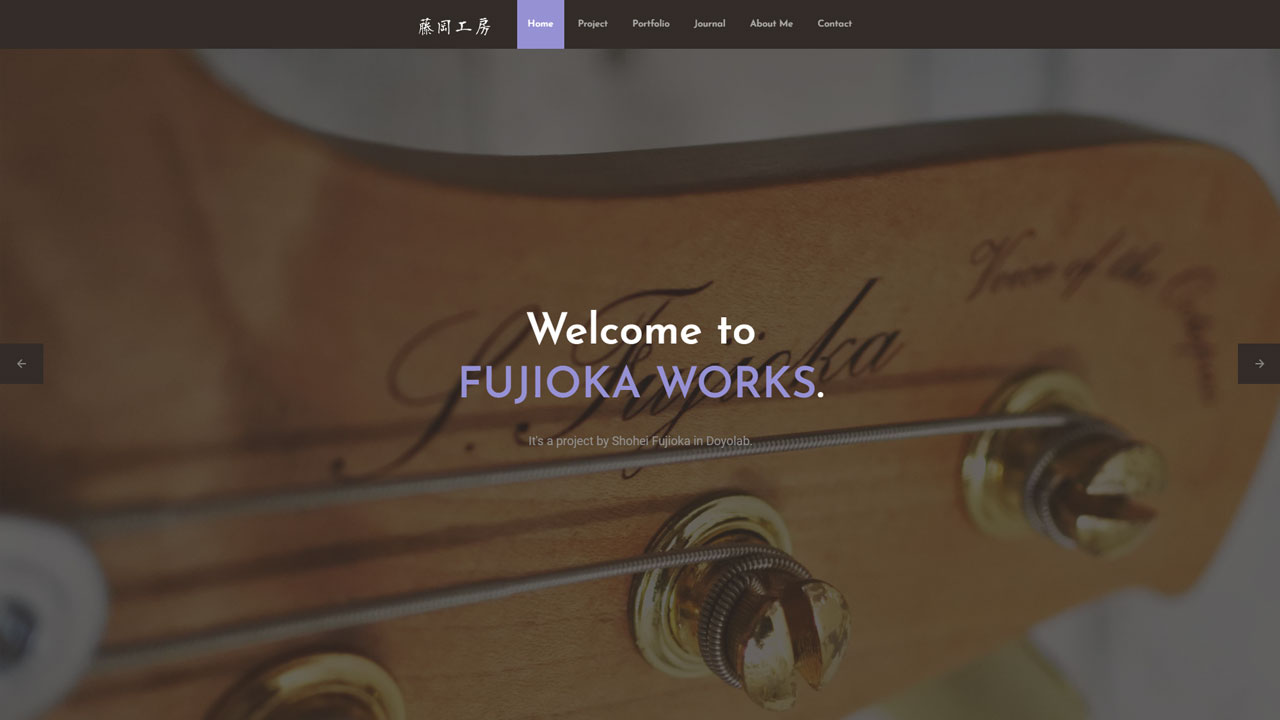 藤岡工房
Home Project Portfolio Journal About Me Contact
Voice of the
S. Fujioka
Welcome to
FUJIOKA WORKS.
It's a project by Shohei Fujioka in Doyolab.